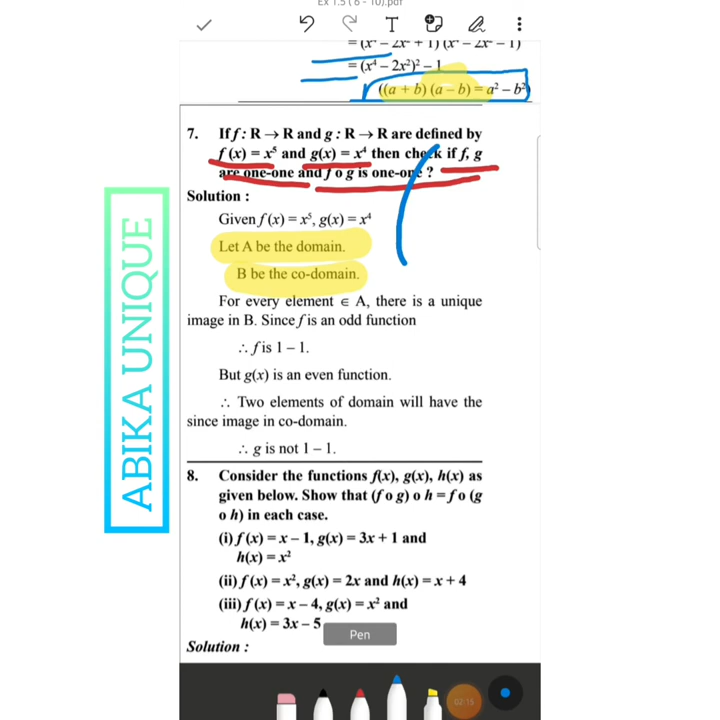 Ex 1.5 ( 6 - 10).pdf
T
= (x⁴ − 2x² + 1) (x⁴ − 2x² − 1)
= (x⁴ − 2x²)² − 1
((a + b) (a − b) = a² − b²)
7. If f : R → R and g : R → R are defined by
f (x) = x⁵ and g(x) = x⁴ then check if f, g
are one-one and f o g is one-one ?
Solution :
Given f (x) = x⁵, g(x) = x⁴
Let A be the domain.
B be the co-domain.
For every element ∈ A, there is a unique
image in B. Since f is an odd function
∴ f is 1 − 1.
But g(x) is an even function.
∴ Two elements of domain will have the
since image in co-domain.
∴ g is not 1 − 1.
8. Consider the functions f(x), g(x), h(x) as
given below. Show that (f o g) o h = f o (g
o h) in each case.
(i) f (x) = x − 1, g(x) = 3x + 1 and
h(x) = x²
(ii) f (x) = x², g(x) = 2x and h(x) = x + 4
(iii) f (x) = x − 4, g(x) = x² and
h(x) = 3x − 5
Solution :
Pen
02:15
ABIKA UNIQUE